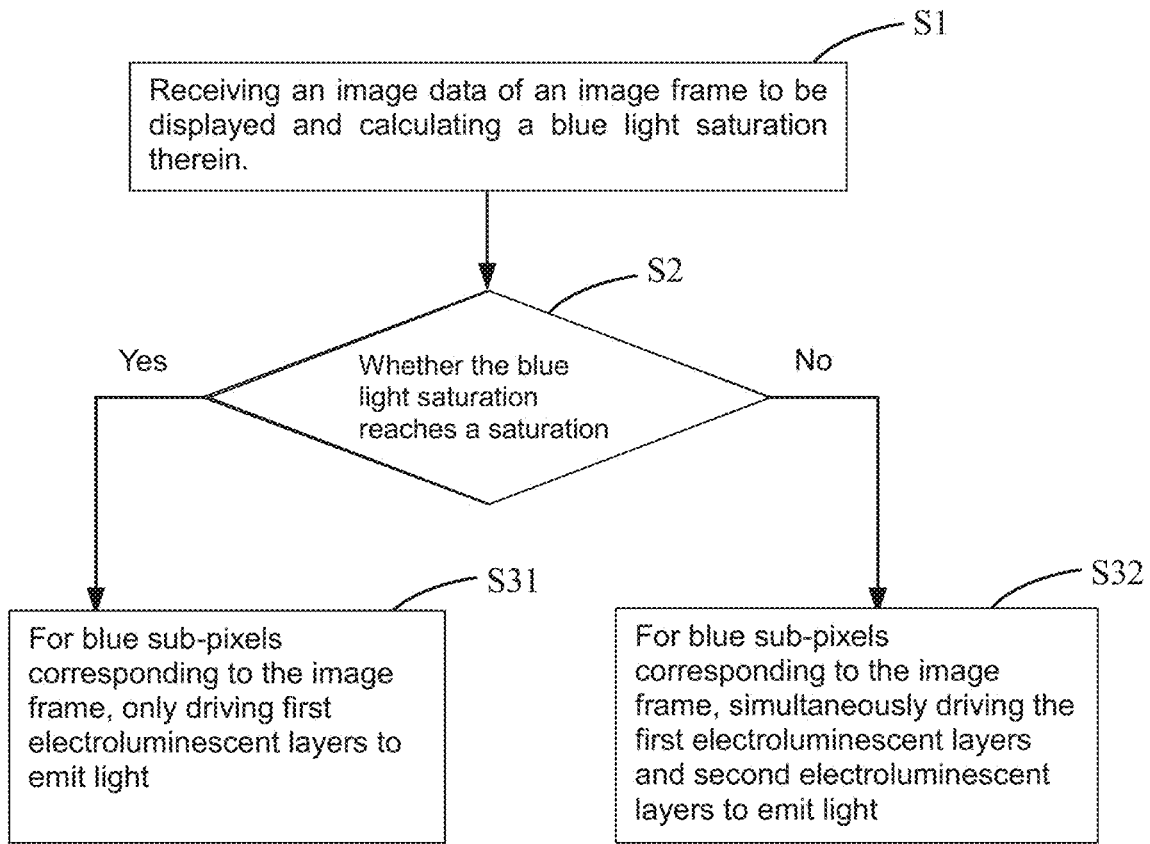 S1
Receiving an image data of an image frame to be
displayed and calculating a blue light saturation
therein.
S2
Yes
No
Whether the blue
light saturation
reaches a saturation
S31
For blue sub-pixels
corresponding to the image
frame, only driving first
electroluminescent layers to
emit light
S32
For blue sub-pixels
corresponding to the image
frame, simultaneously driving the
first electroluminescent layers
and second electroluminescent
layers to emit light